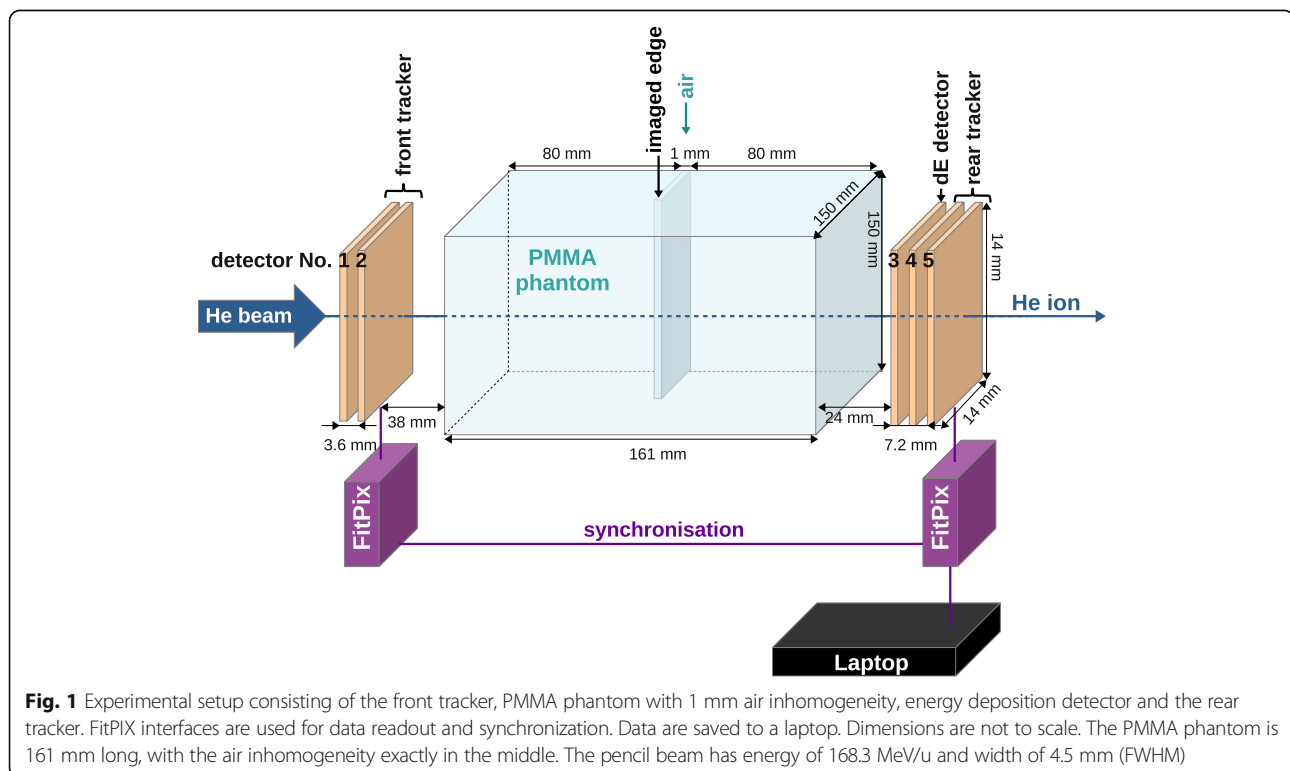 front tracker
imaged edge
air
dE detector
rear tracker
80 mm
1 mm
80 mm
150 mm
150 mm
14 mm
14 mm
detector No. 1 2
3 4 5
PMMA
phantom
He beam
He ion
38 mm
24 mm
3.6 mm
7.2 mm
161 mm
FitPix
FitPix
synchronisation
Laptop
Fig. 1 Experimental setup consisting of the front tracker, PMMA phantom with 1 mm air inhomogeneity, energy deposition detector and the rear
tracker. FitPIX interfaces are used for data readout and synchronization. Data are saved to a laptop. Dimensions are not to scale. The PMMA phantom is
161 mm long, with the air inhomogeneity exactly in the middle. The pencil beam has energy of 168.3 MeV/u and width of 4.5 mm (FWHM)